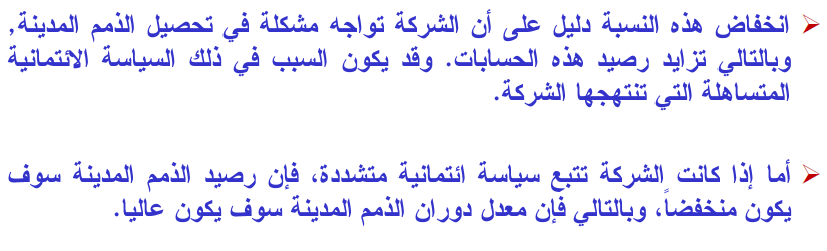 انخفاض هذه النسبة دليل على أن الشركة تواجه مشكلة في تحصيل الذمم المدينة,
وبالتالي تزايد رصيد هذه الحسابات. وقد يكون السبب في ذلك السياسة الائتمانية
المتساهلة التي تنتهجها الشركة.
أما إذا كانت الشركة تتبع سياسة ائتمانية متشددة، فإن رصيد الذمم المدينة سوف
يكون منخفضاً، وبالتالي فإن معدل دوران الذمم المدينة سوف يكون عاليا.